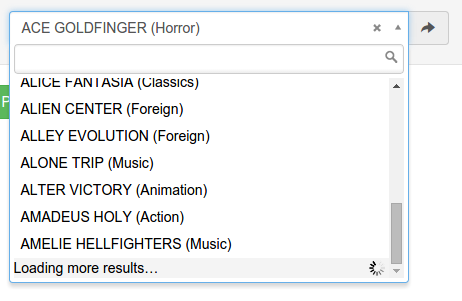 ACE GOLDFINGER (Horror)
ALICE FANTASIA (Classics)
P
ALIEN CENTER (Foreign)
ALLEY EVOLUTION (Foreign)
ALONE TRIP (Music)
ALTER VICTORY (Animation)
AMADEUS HOLY (Action)
AMELIE HELLFIGHTERS (Music)
Loading more results…